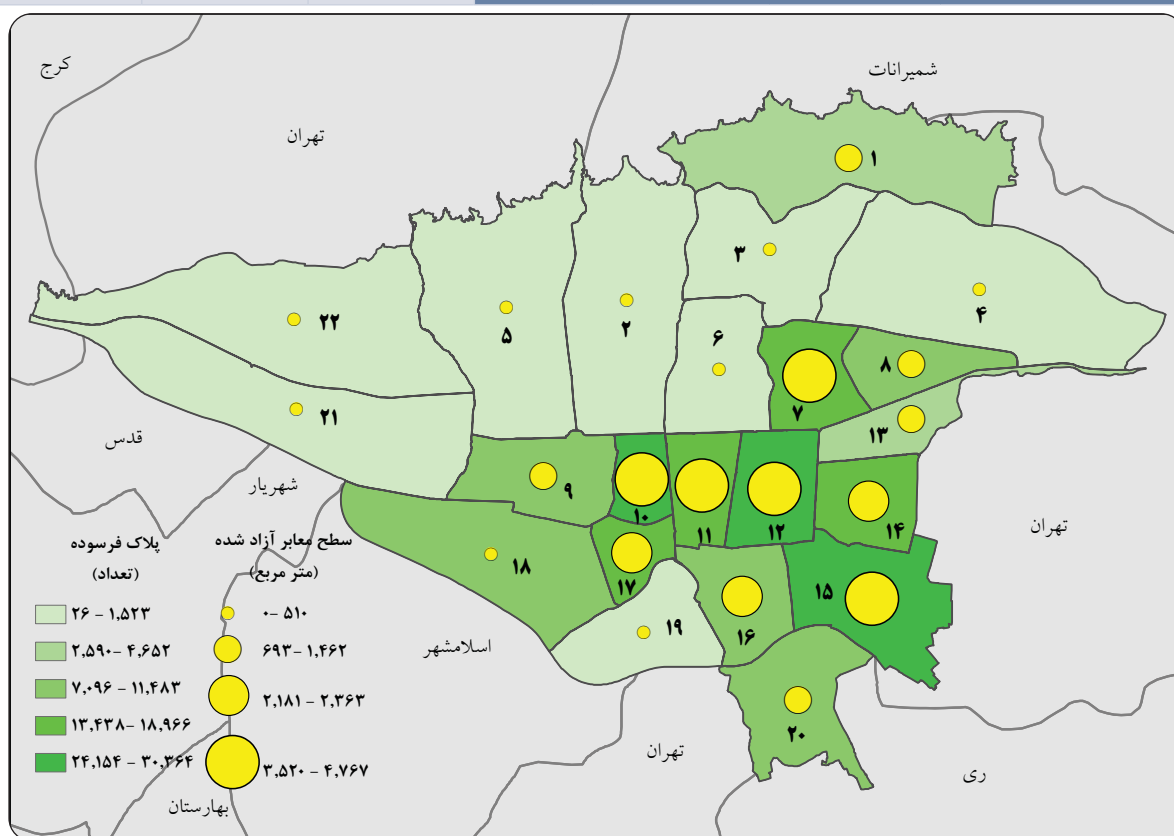 کرج
شمیرانات
تهران
۱
۳
۴
۲۲
۵
۲
۶
۸
۷
۲۱
۱۳
قدس
شهریار
۹
۱۰
۱۱
۱۲
۱۴
تهران
سطح معابر آزاد شده
(متر مربع)
پلاک فرسوده
(تعداد)
۱۸
۱۷
۱۵
۰- ۵۱۰
۲۶ - ۱,۵۲۳
۱۹
۱۶
اسلامشهر
۶۹۳- ۱,۴۶۲
۲,۵۹۰- ۴,۶۵۲
۲,۱۸۱ - ۲,۳۶۳
۷,۰۹۶ - ۱۱,۴۸۳
۲۰
۱۳,۴۳۸- ۱۸,۹۶۶
تهران
ری
۳,۵۲۰ - ۴,۷۶۷
۲۴,۱۵۴ - ۳۰,۳۶۴
بهارستان